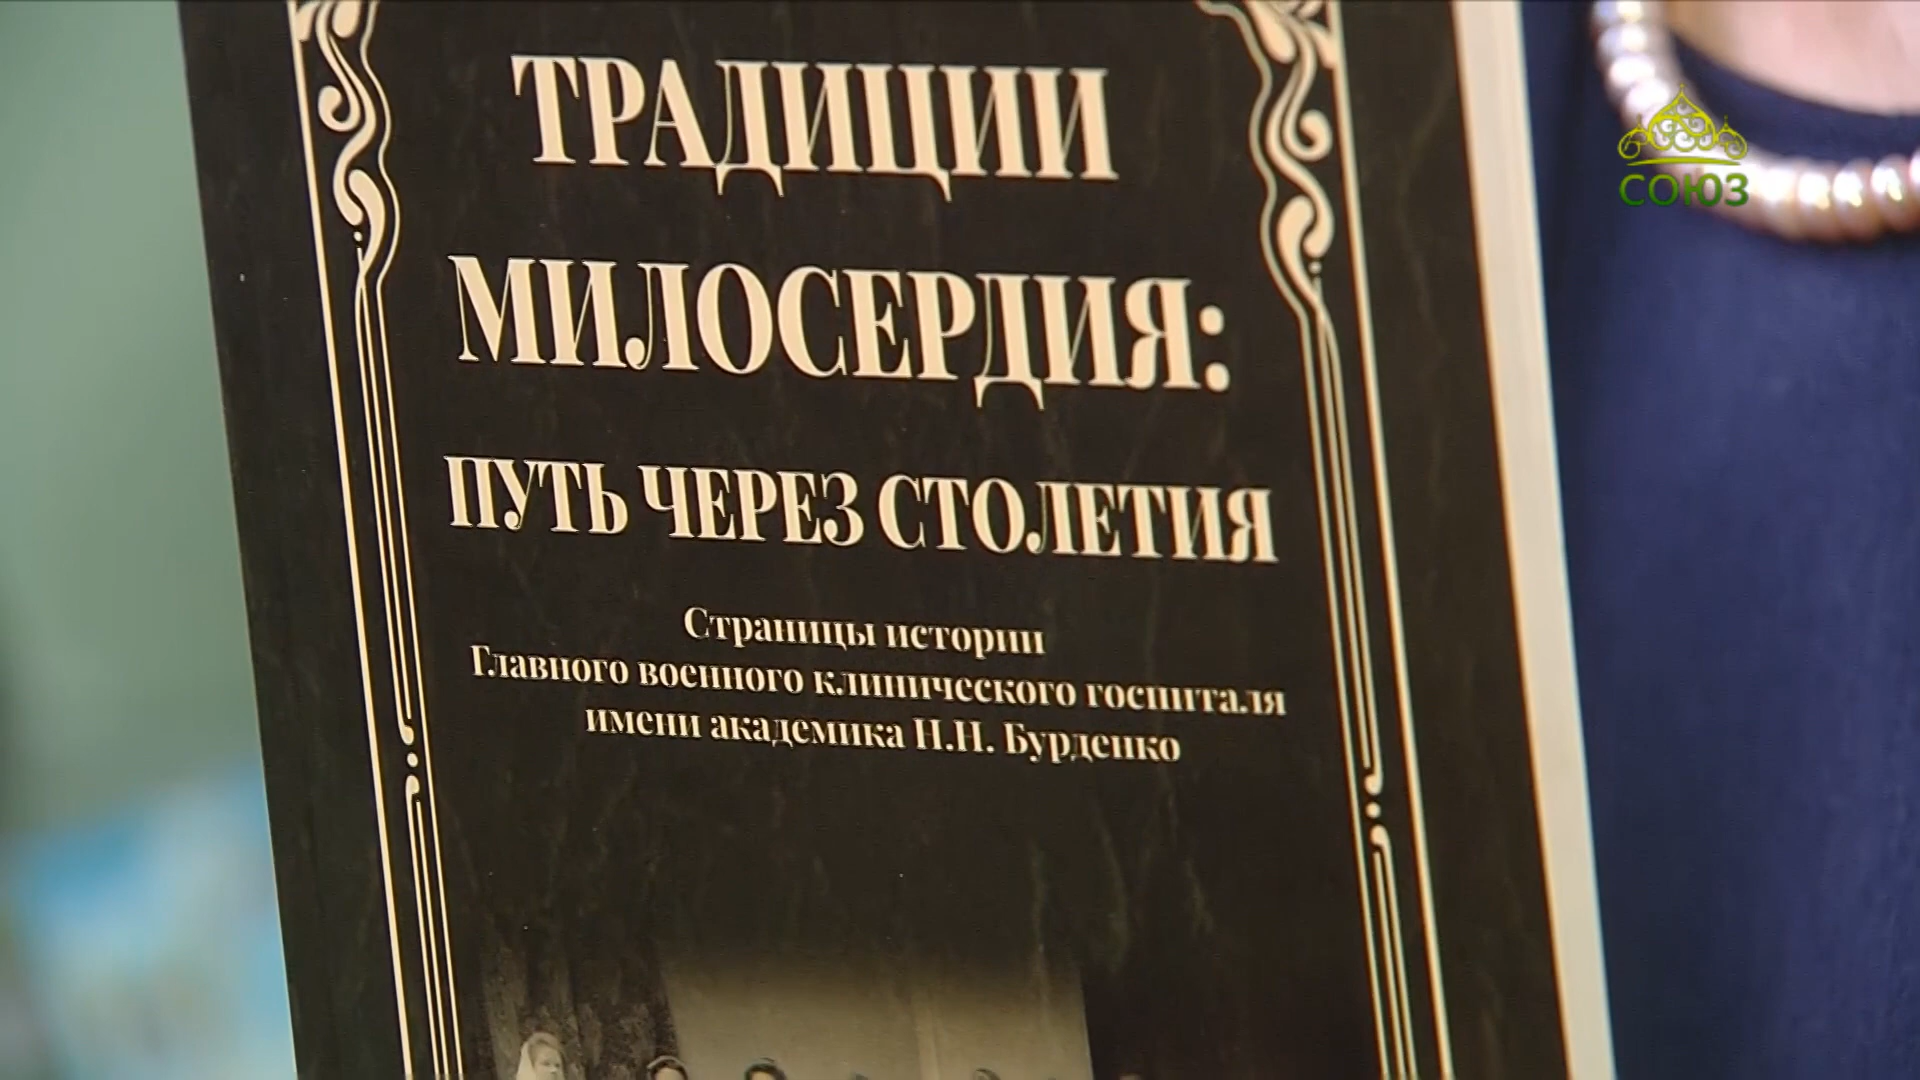 ТРАДИЦИИ
МИЛОСЕРДИЯ:
ПУТЬ ЧЕРЕЗ СТОЛЕТИЯ
Страницы истории
Главного военного клинического госпиталя
имени академика Н.Н. Бурденко
СОЮЗ